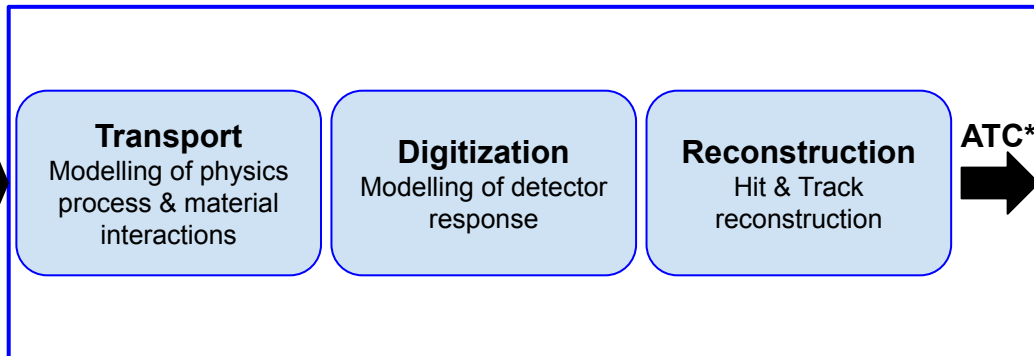 Transport
Modelling of physics
process & material
interactions
Digitization
Modelling of detector
response
Reconstruction
Hit & Track
reconstruction
ATC*